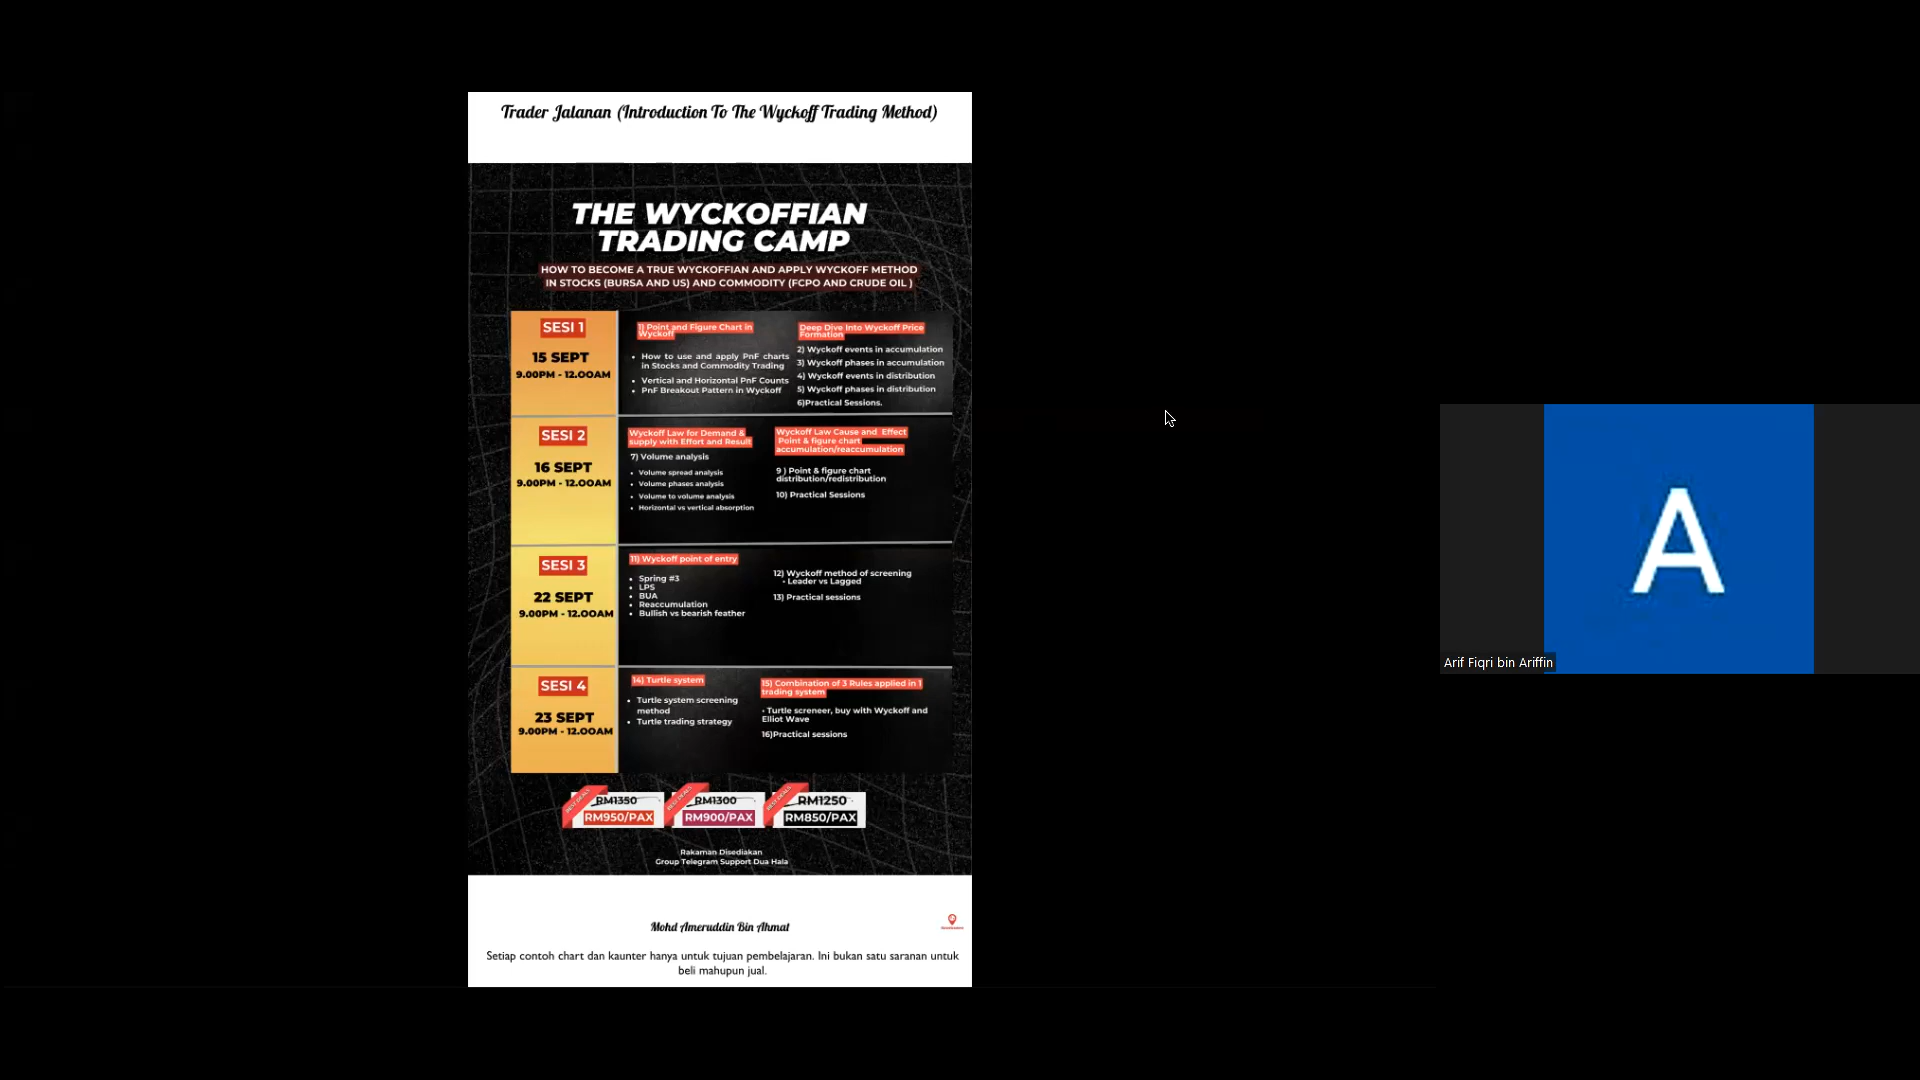 Trader Jalanan (Introduction To The Wyckoff Trading Method)
THE WYCKOFFIAN
TRADING CAMP
HOW TO BECOME A TRUE WYCKOFFIAN AND APPLY WYCKOFF METHOD
IN STOCKS (BURSA AND US) AND COMMODITY (FCPO AND CRUDE OIL )
SESI 1
15 SEPT
9.00PM - 12.00AM
1) Point and Figure Chart in
Wyckoff
• How to use and apply PnF charts
in Stocks and Commodity Trading
• Vertical and Horizontal PnF Counts
• PnF Breakout Pattern in Wyckoff
Deep Dive Into Wyckoff Price
Formation
2) Wyckoff events in accumulation
3) Wyckoff phases in accumulation
4) Wyckoff events in distribution
5) Wyckoff phases in distribution
6)Practical Sessions.
SESI 2
16 SEPT
9.00PM - 12.00AM
Wyckoff Law for Demand &
supply with Effort and Result
7) Volume analysis
• Volume spread analysis
• Volume phases analysis
• Volume to volume analysis
• Horizontal vs vertical absorption
Wyckoff Law Cause and Effect
Point & figure chart
accumulation/reaccumulation
9 ) Point & figure chart
distribution/redistribution
10) Practical Sessions
SESI 3
22 SEPT
9.00PM - 12.00AM
11) Wyckoff point of entry
• Spring #3
• LPS
• BUA
• Reaccumulation
• Bullish vs bearish feather
12) Wyckoff method of screening
- Leader vs Lagged
13) Practical sessions
SESI 4
23 SEPT
9.00PM - 12.00AM
14) Turtle system
• Turtle system screening
method
• Turtle trading strategy
15) Combination of 3 Rules applied in 1
trading system
• Turtle screneer, buy with Wyckoff and
Elliot Wave
16)Practical sessions
BEST DEALS
RM1350
RM950/PAX
BEST DEALS
RM1300
RM900/PAX
BEST DEALS
RM1250
RM850/PAX
Rakaman Disediakan
Group Telegram Support Dua Hala
Mohd Ameruddin Bin Ahmat
Setiap contoh chart dan kaunter hanya untuk tujuan pembelajaran. Ini bukan satu saranan untuk
beli mahupun jual.
A
Arif Fiqri bin Ariffin